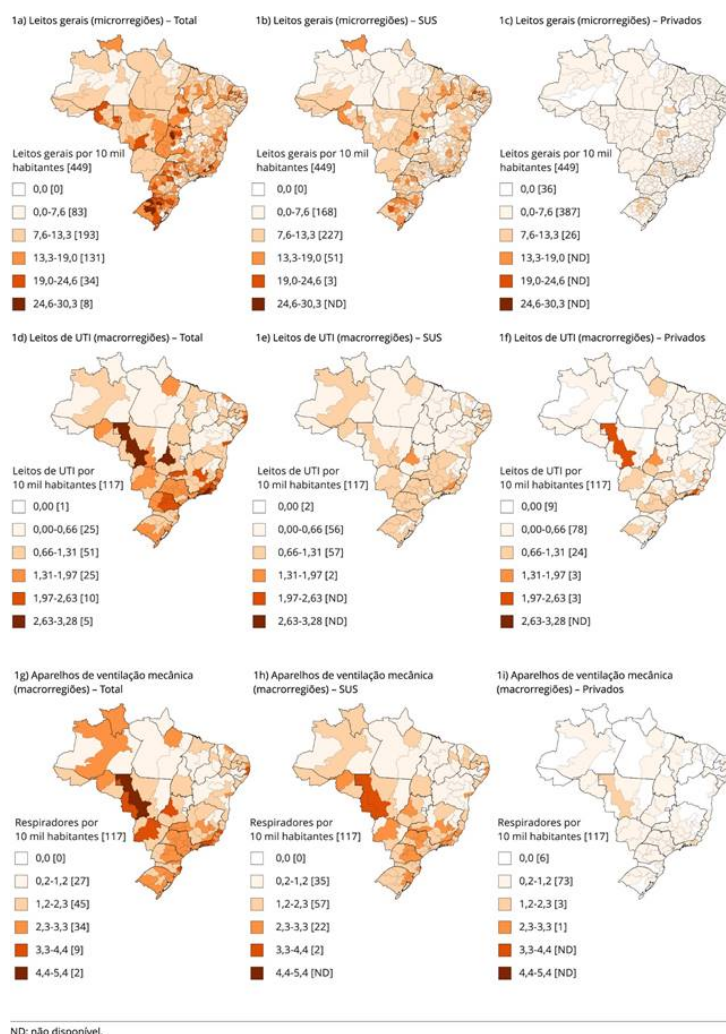 1a) Leitos gerais (microrregiões) – Total
1b) Leitos gerais (microrregiões) – SUS
1c) Leitos gerais (microrregiões) – Privados
Leitos gerais por 10 mil
habitantes [449]
0,0 [0]
0,0-7,6 [83]
7,6-13,3 [193]
13,3-19,0 [131]
19,0-24,6 [34]
24,6-30,3 [8]
Leitos gerais por 10 mil
habitantes [449]
0,0 [0]
0,0-7,6 [168]
7,6-13,3 [227]
13,3-19,0 [51]
19,0-24,6 [3]
24,6-30,3 [ND]
Leitos gerais por 10 mil
habitantes [449]
0,0 [36]
0,0-7,6 [387]
7,6-13,3 [26]
13,3-19,0 [ND]
19,0-24,6 [ND]
24,6-30,3 [ND]
1d) Leitos de UTI (macrorregiões) – Total
1e) Leitos de UTI (macrorregiões) – SUS
1f) Leitos de UTI (macrorregiões) – Privados
Leitos de UTI por
10 mil habitantes [117]
0,00 [1]
0,00-0,66 [25]
0,66-1,31 [51]
1,31-1,97 [25]
1,97-2,63 [10]
2,63-3,28 [5]
Leitos de UTI por
10 mil habitantes [117]
0,00 [2]
0,00-0,66 [56]
0,66-1,31 [57]
1,31-1,97 [2]
1,97-2,63 [ND]
2,63-3,28 [ND]
Leitos de UTI por
10 mil habitantes [117]
0,00 [9]
0,00-0,66 [78]
0,66-1,31 [24]
1,31-1,97 [3]
1,97-2,63 [3]
2,63-3,28 [ND]
1g) Aparelhos de ventilação mecânica
(macrorregiões) – Total
1h) Aparelhos de ventilação mecânica
(macrorregiões) – SUS
1i) Aparelhos de ventilação mecânica
(macrorregiões) – Privados
Respiradores por
10 mil habitantes [117]
0,0 [0]
0,2-1,2 [27]
1,2-2,3 [45]
2,3-3,3 [34]
3,3-4,4 [9]
4,4-5,4 [2]
Respiradores por
10 mil habitantes [117]
0,0 [0]
0,2-1,2 [35]
1,2-2,3 [57]
2,3-3,3 [22]
3,3-4,4 [2]
4,4-5,4 [ND]
Respiradores por
10 mil habitantes [117]
0,0 [6]
0,2-1,2 [73]
1,2-2,3 [3]
2,3-3,3 [1]
3,3-4,4 [ND]
4,4-5,4 [ND]
ND: não disponível.